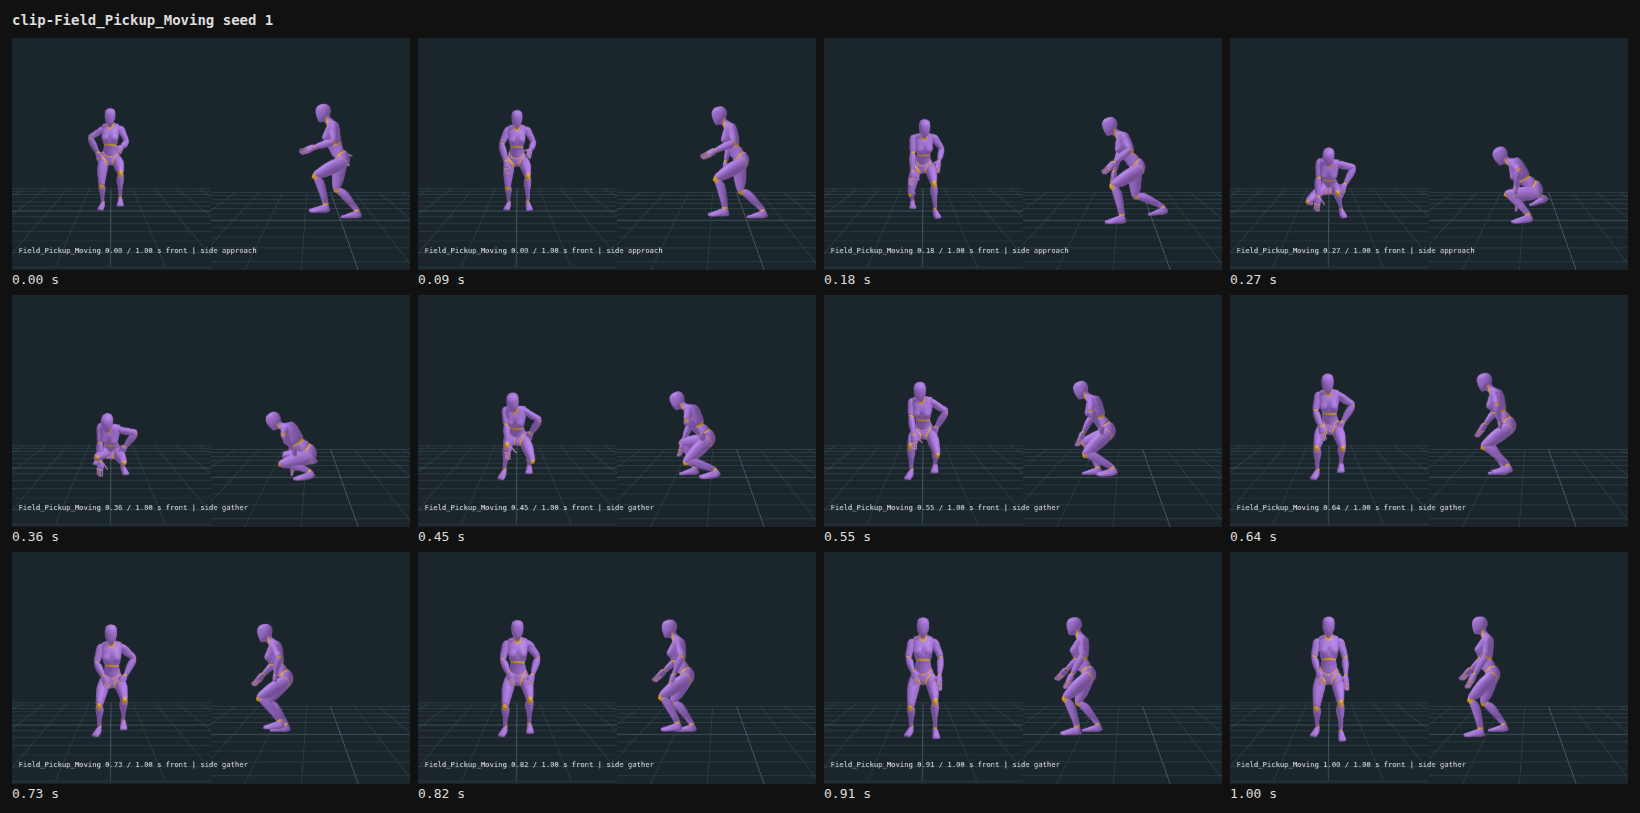 clip-Field_Pickup_Moving seed 1
Field_Pickup_Moving 0.00 / 1.00 s front | side approach
Field_Pickup_Moving 0.09 / 1.00 s front | side approach
Field_Pickup_Moving 0.18 / 1.00 s front | side approach
Field_Pickup_Moving 0.27 / 1.00 s front | side approach
0.00 s
0.09 s
0.18 s
0.27 s
Field_Pickup_Moving 0.36 / 1.00 s front | side gather
Field_Pickup_Moving 0.45 / 1.00 s front | side gather
Field_Pickup_Moving 0.55 / 1.00 s front | side gather
Field_Pickup_Moving 0.64 / 1.00 s front | side gather
0.36 s
0.45 s
0.55 s
0.64 s
Field_Pickup_Moving 0.73 / 1.00 s front | side gather
Field_Pickup_Moving 0.82 / 1.00 s front | side gather
Field_Pickup_Moving 0.91 / 1.00 s front | side gather
Field_Pickup_Moving 1.00 / 1.00 s front | side gather
0.73 s
0.82 s
0.91 s
1.00 s